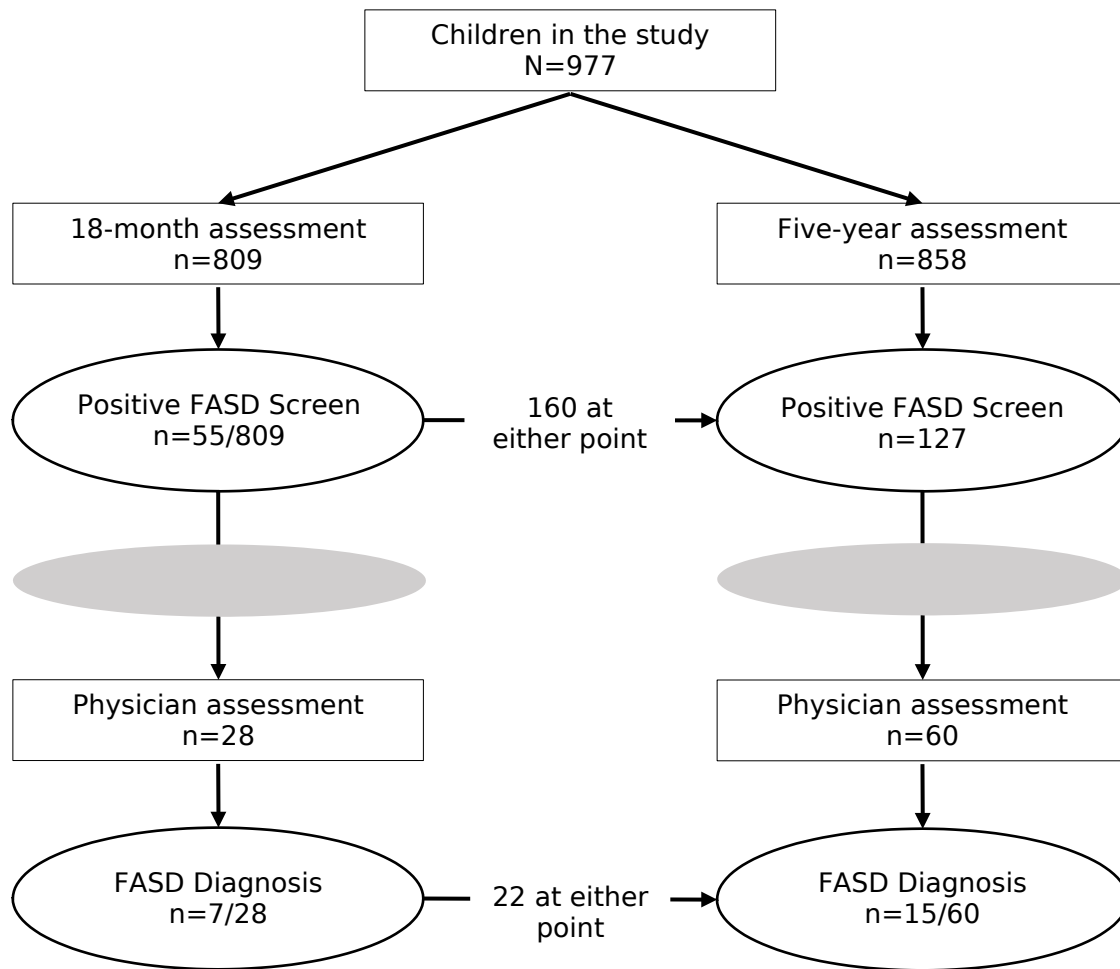 Children in the study
N=977
18-month assessment
n=809
Five-year assessment
n=858
Positive FASD Screen
n=55/809
160 at
either point
Positive FASD Screen
n=127
Physician assessment
n=28
Physician assessment
n=60
FASD Diagnosis
n=7/28
22 at either
point
FASD Diagnosis
n=15/60